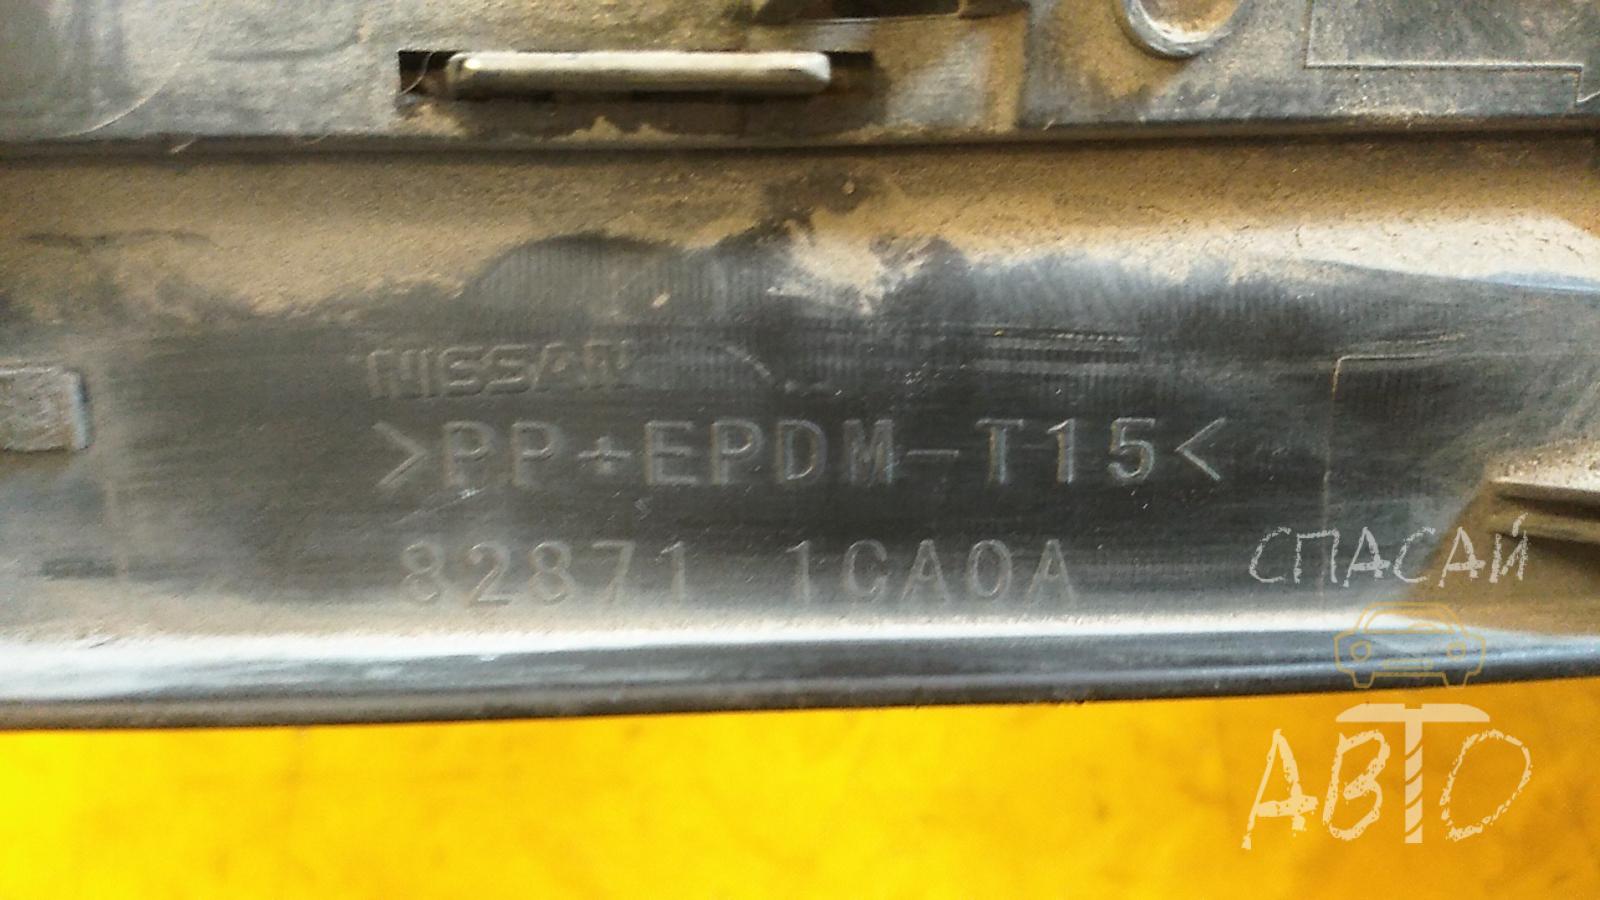 NISSAN
>PP+EPDM-T15<
82871 1CA0A
СПАСАЙ
АВТО